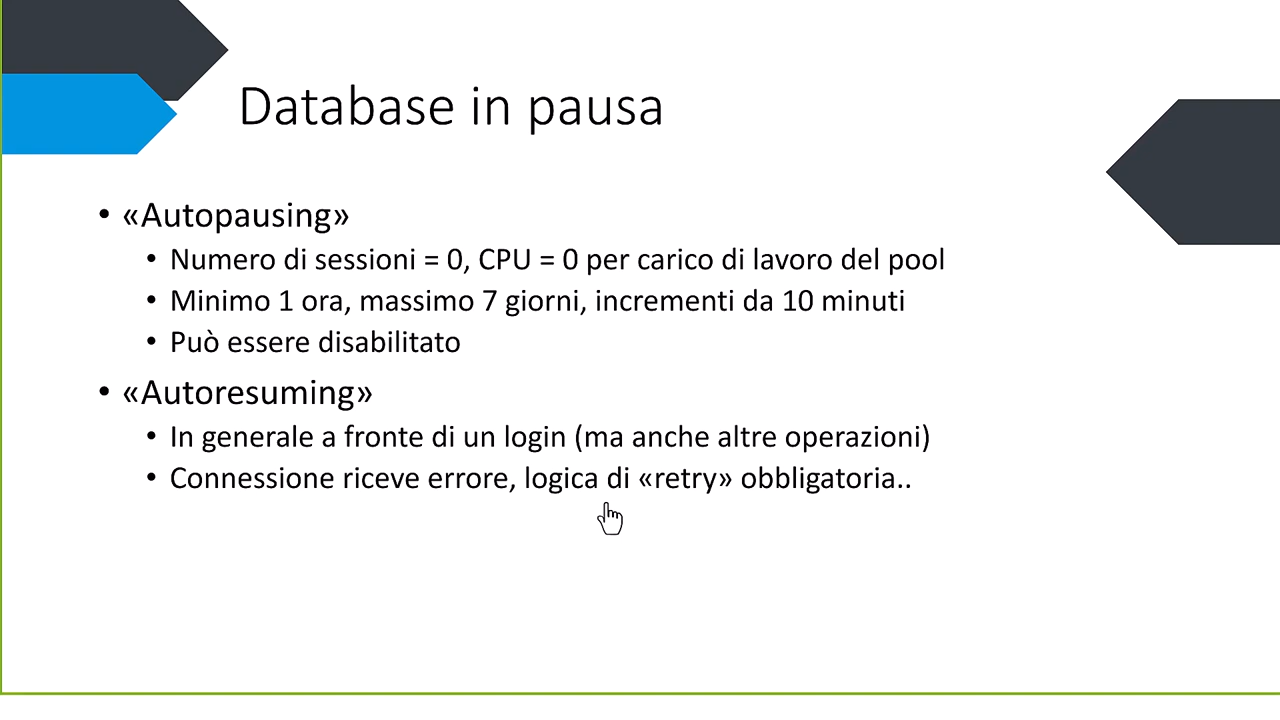 Database in pausa
• «Autopausing»
• Numero di sessioni = 0, CPU = 0 per carico di lavoro del pool
• Minimo 1 ora, massimo 7 giorni, incrementi da 10 minuti
• Può essere disabilitato
• «Autoresuming»
• In generale a fronte di un login (ma anche altre operazioni)
• Connessione riceve errore, logica di «retry» obbligatoria..